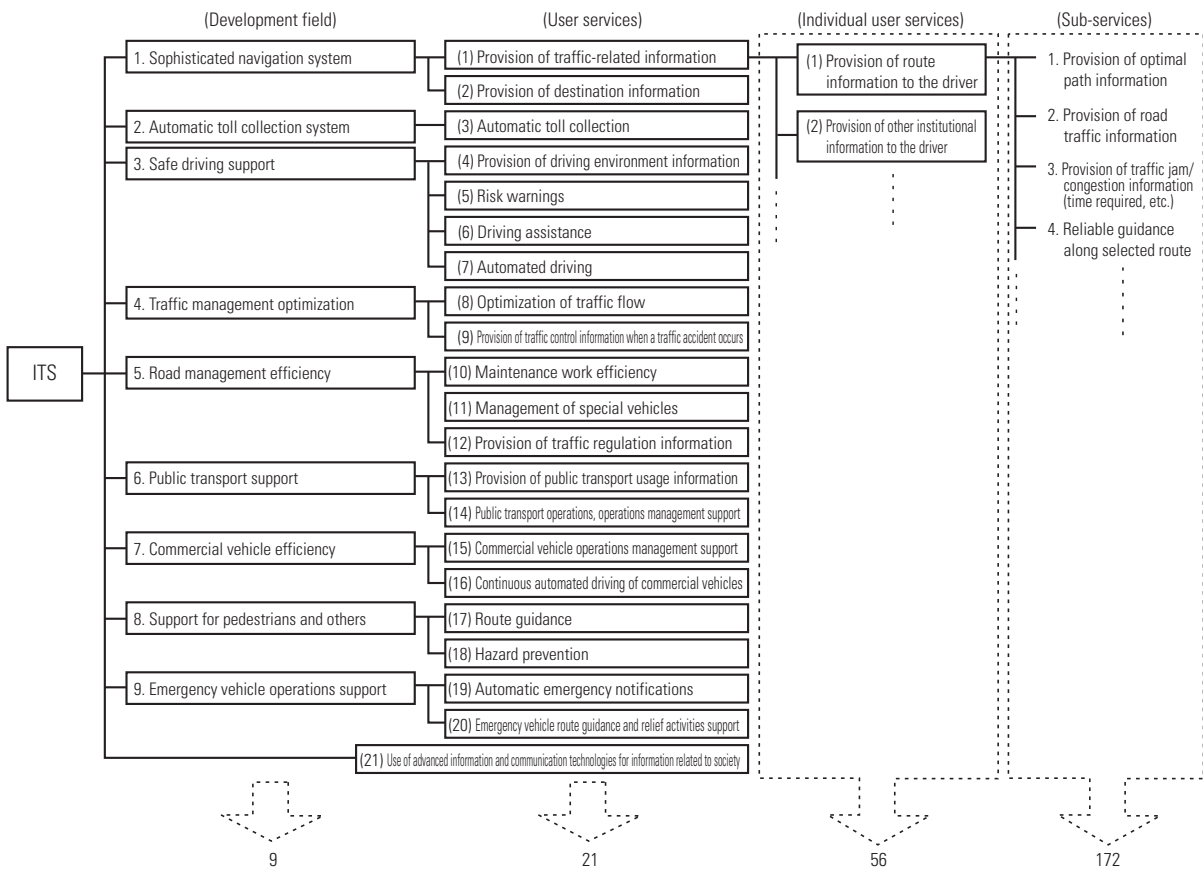 (Development field)
(User services)
(Individual user services)
(Sub-services)
ITS
1. Sophisticated navigation system
2. Automatic toll collection system
3. Safe driving support
4. Traffic management optimization
5. Road management efficiency
6. Public transport support
7. Commercial vehicle efficiency
8. Support for pedestrians and others
9. Emergency vehicle operations support
(1) Provision of traffic-related information
(2) Provision of destination information
(3) Automatic toll collection
(4) Provision of driving environment information
(5) Risk warnings
(6) Driving assistance
(7) Automated driving
(8) Optimization of traffic flow
(9) Provision of traffic control information when a traffic accident occurs
(10) Maintenance work efficiency
(11) Management of special vehicles
(12) Provision of traffic regulation information
(13) Provision of public transport usage information
(14) Public transport operations, operations management support
(15) Commercial vehicle operations management support
(16) Continuous automated driving of commercial vehicles
(17) Route guidance
(18) Hazard prevention
(19) Automatic emergency notifications
(20) Emergency vehicle route guidance and relief activities support
(21) Use of advanced information and communication technologies for information related to society
(1) Provision of route
information to the driver
(2) Provision of other institutional
information to the driver
1. Provision of optimal
path information
2. Provision of road
traffic information
3. Provision of traffic jam/
congestion information
(time required, etc.)
4. Reliable guidance
along selected route
9
21
56
172